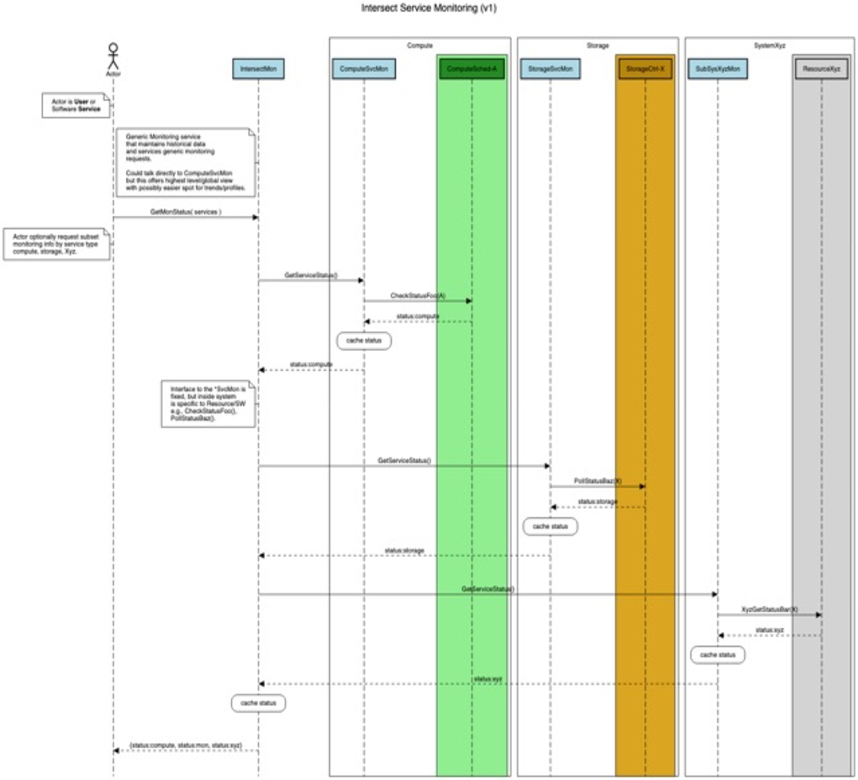 Intersect Service Monitoring (v1)
Compute
Storage
SystemXyz
Actor
IntersectMon
ComputeSvcMon
ComputeSched-A
StorageSvcMon
StorageCtrl-X
SubSysXyzMon
ResourceXyz
Actor is User or
Software Service
Generic Monitoring service
that maintains historical data
and services generic monitoring
requests.
Could talk directly to ComputeSvcMon
but this offers highest level/global view
with possibly easier spot for trends/profiles.
GetMonStatus( services )
Actor optionally request subset
monitoring info by service type
compute, storage, Xyz.
GetServiceStatus()
CheckStatusFoo(A)
status:compute
cache status
status:compute
Interface to the *SvcMon is
fixed, but inside system
is specific to Resource/SW
e.g., CheckStatusFoo(),
PollStatusBaz().
GetServiceStatus()
PollStatusBaz(X)
status:storage
cache status
status:storage
GetServiceStatus()
XyzGetStatusBar(X)
status:xyz
cache status
status:xyz
cache status
{status:compute, status:mon, status:xyz}